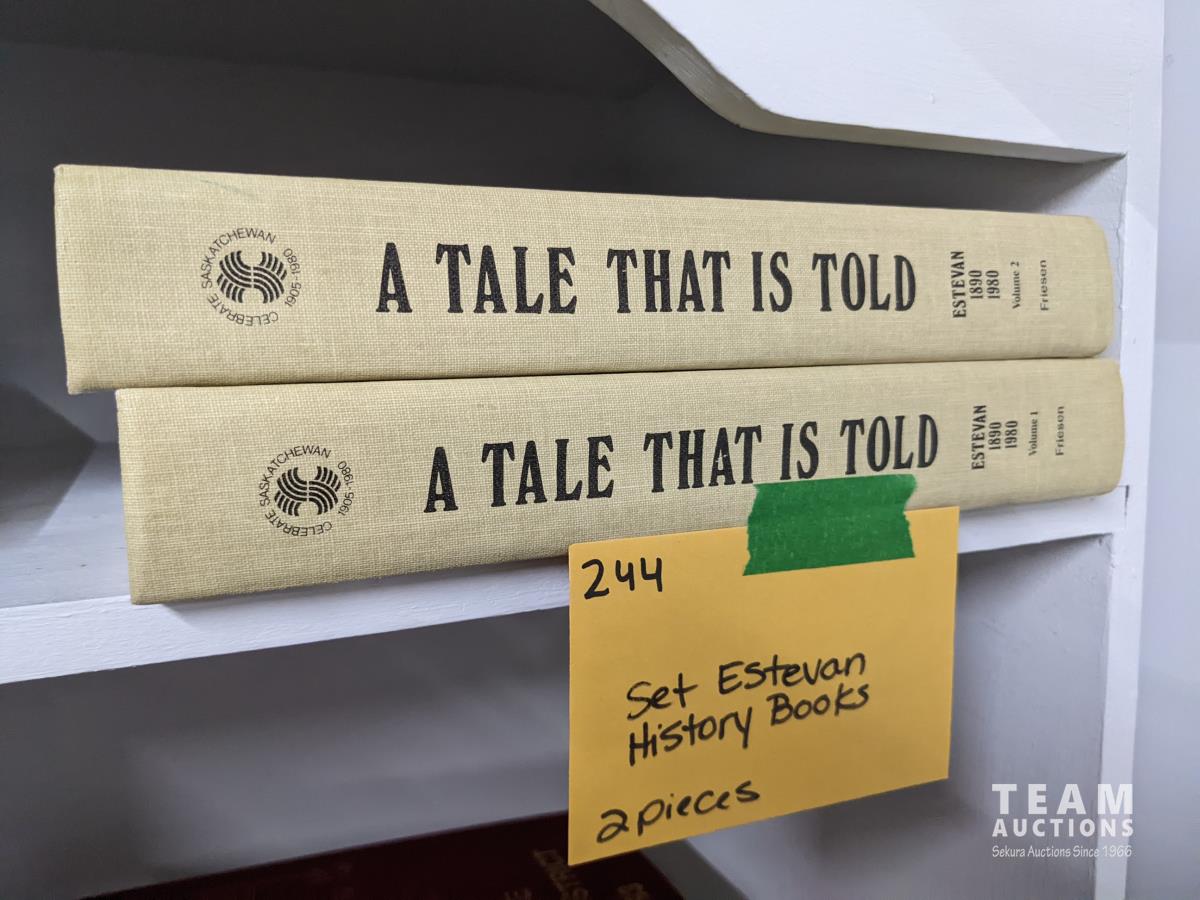 CELEBRATE SASKATCHEWAN 1905-1980
A TALE THAT IS TOLD
ESTEVAN
1890
1980
Volume 2
Friesen
CELEBRATE SASKATCHEWAN 1905-1980
A TALE THAT IS TOLD
ESTEVAN
1890
1980
Volume 1
Friesen
244
Set Estevan
History Books
2 pieces
TEAM
AUCTIONS
Sekura Auctions Since 1966